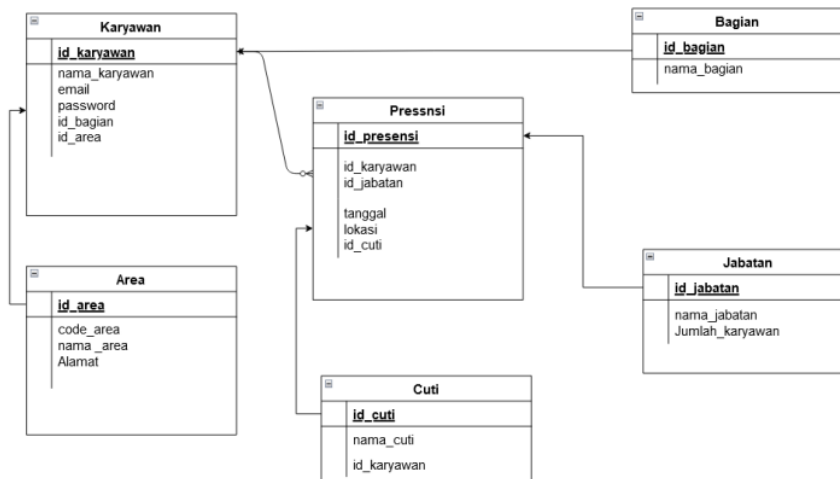 Karyawan
id_karyawan
nama_karyawan
email
password
id_bagian
id_area
Bagian
id_bagian
nama_bagian
Pressnsi
id_presensi
id_karyawan
id_jabatan
tanggal
lokasi
id_cuti
Area
id_area
code_area
nama _area
Alamat
Jabatan
id_jabatan
nama_jabatan
Jumlah_karyawan
Cuti
id_cuti
nama_cuti
id_karyawan